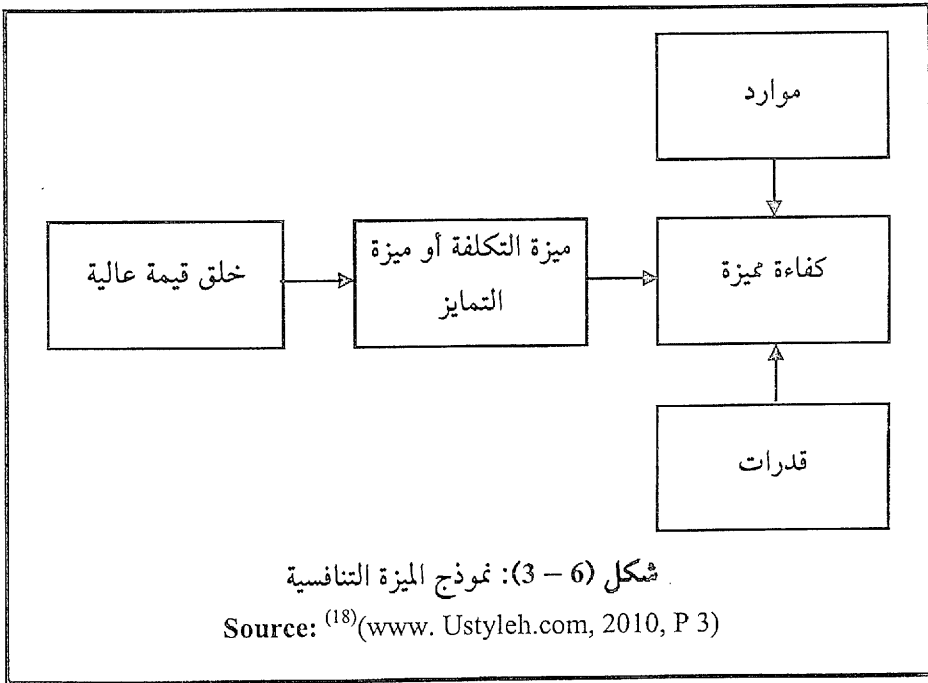 موارد
كفاءة مميزة
ميزة التكلفة أو ميزة
التمايز
خلق قيمة عالية
قدرات
شكل (6 – 3): نموذج الميزة التنافسية
Source: (18)(www. Ustyleh.com, 2010, P 3)